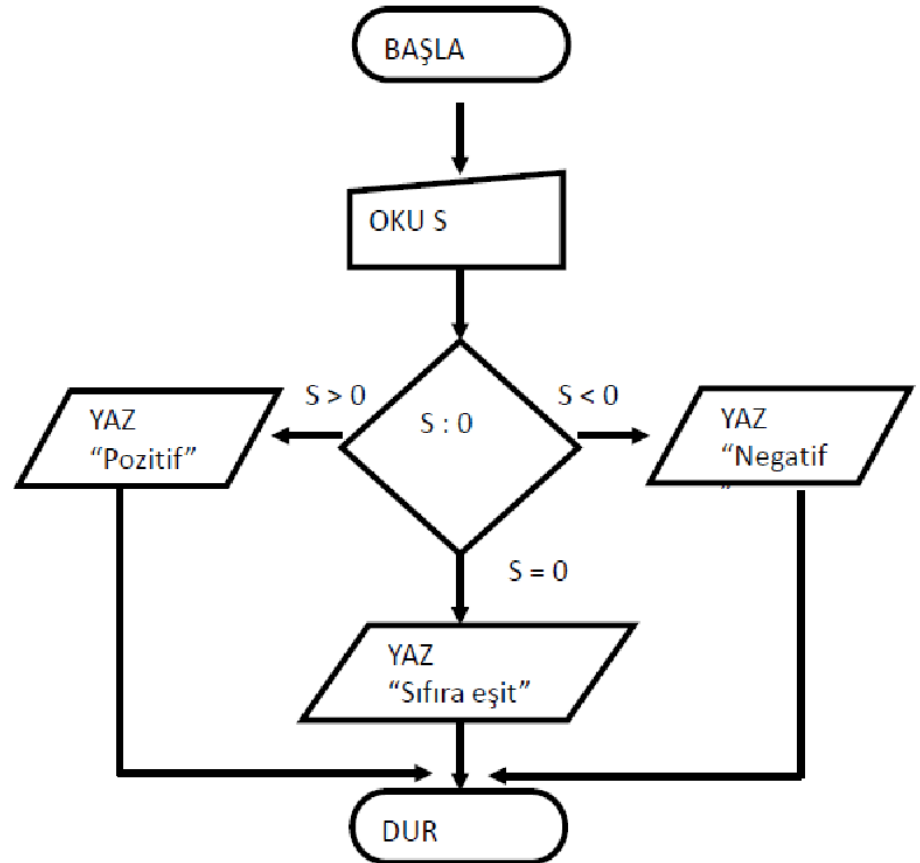 BAŞLA
OKU S
S > 0
S : 0
S < 0
YAZ
“Pozitif”
YAZ
“Negatif
”
S = 0
YAZ
“Sıfıra eşit”
DUR